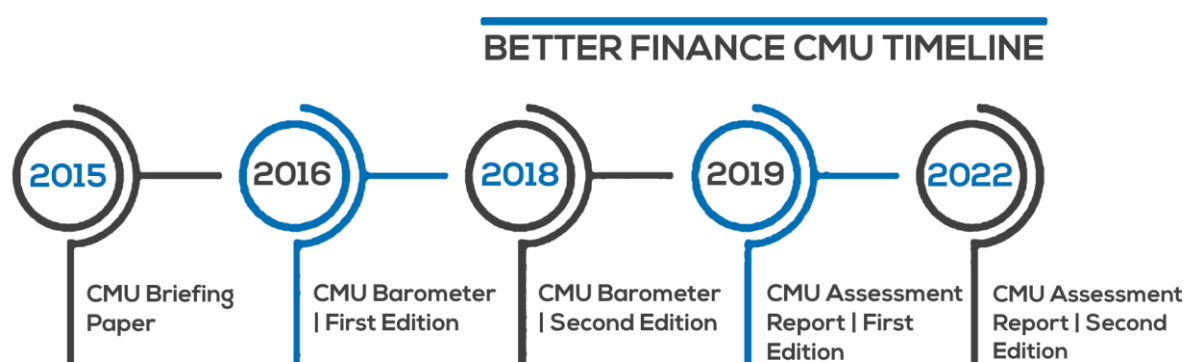 BETTER FINANCE CMU TIMELINE
2015
2016
2018
2019
2022
CMU Briefing
Paper
CMU Barometer
| First Edition
CMU Barometer
| Second Edition
CMU Assessment
Report | First
Edition
CMU Assessment
Report | Second
Edition